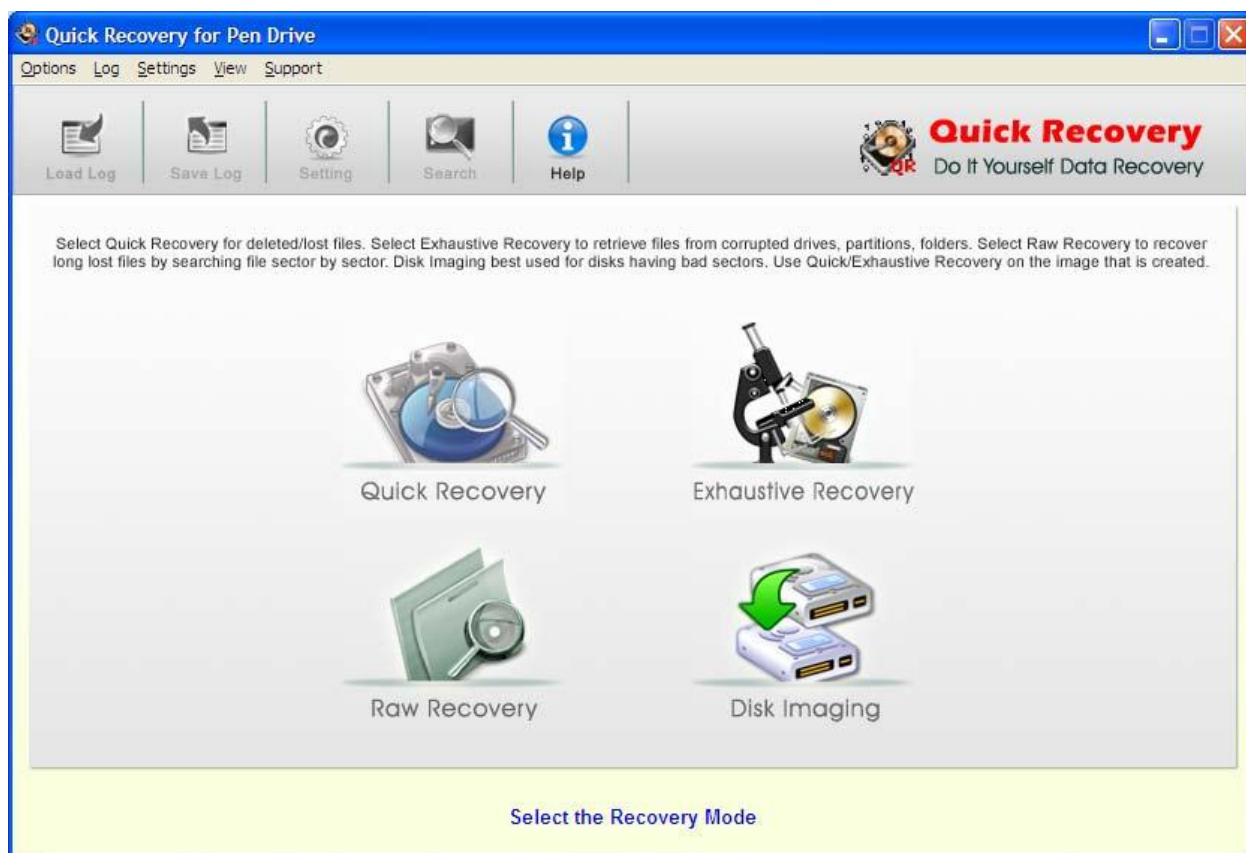 Quick Recovery for Pen Drive
Options Log Settings View Support
Load Log Save Log Setting Search Help
QR
Quick Recovery
Do It Yourself Data Recovery
Select Quick Recovery for deleted/lost files. Select Exhaustive Recovery to retrieve files from corrupted drives, partitions, folders. Select Raw Recovery to recover
long lost files by searching file sector by sector. Disk Imaging best used for disks having bad sectors. Use Quick/Exhaustive Recovery on the image that is created.
Quick Recovery Exhaustive Recovery
Raw Recovery Disk Imaging
Select the Recovery Mode